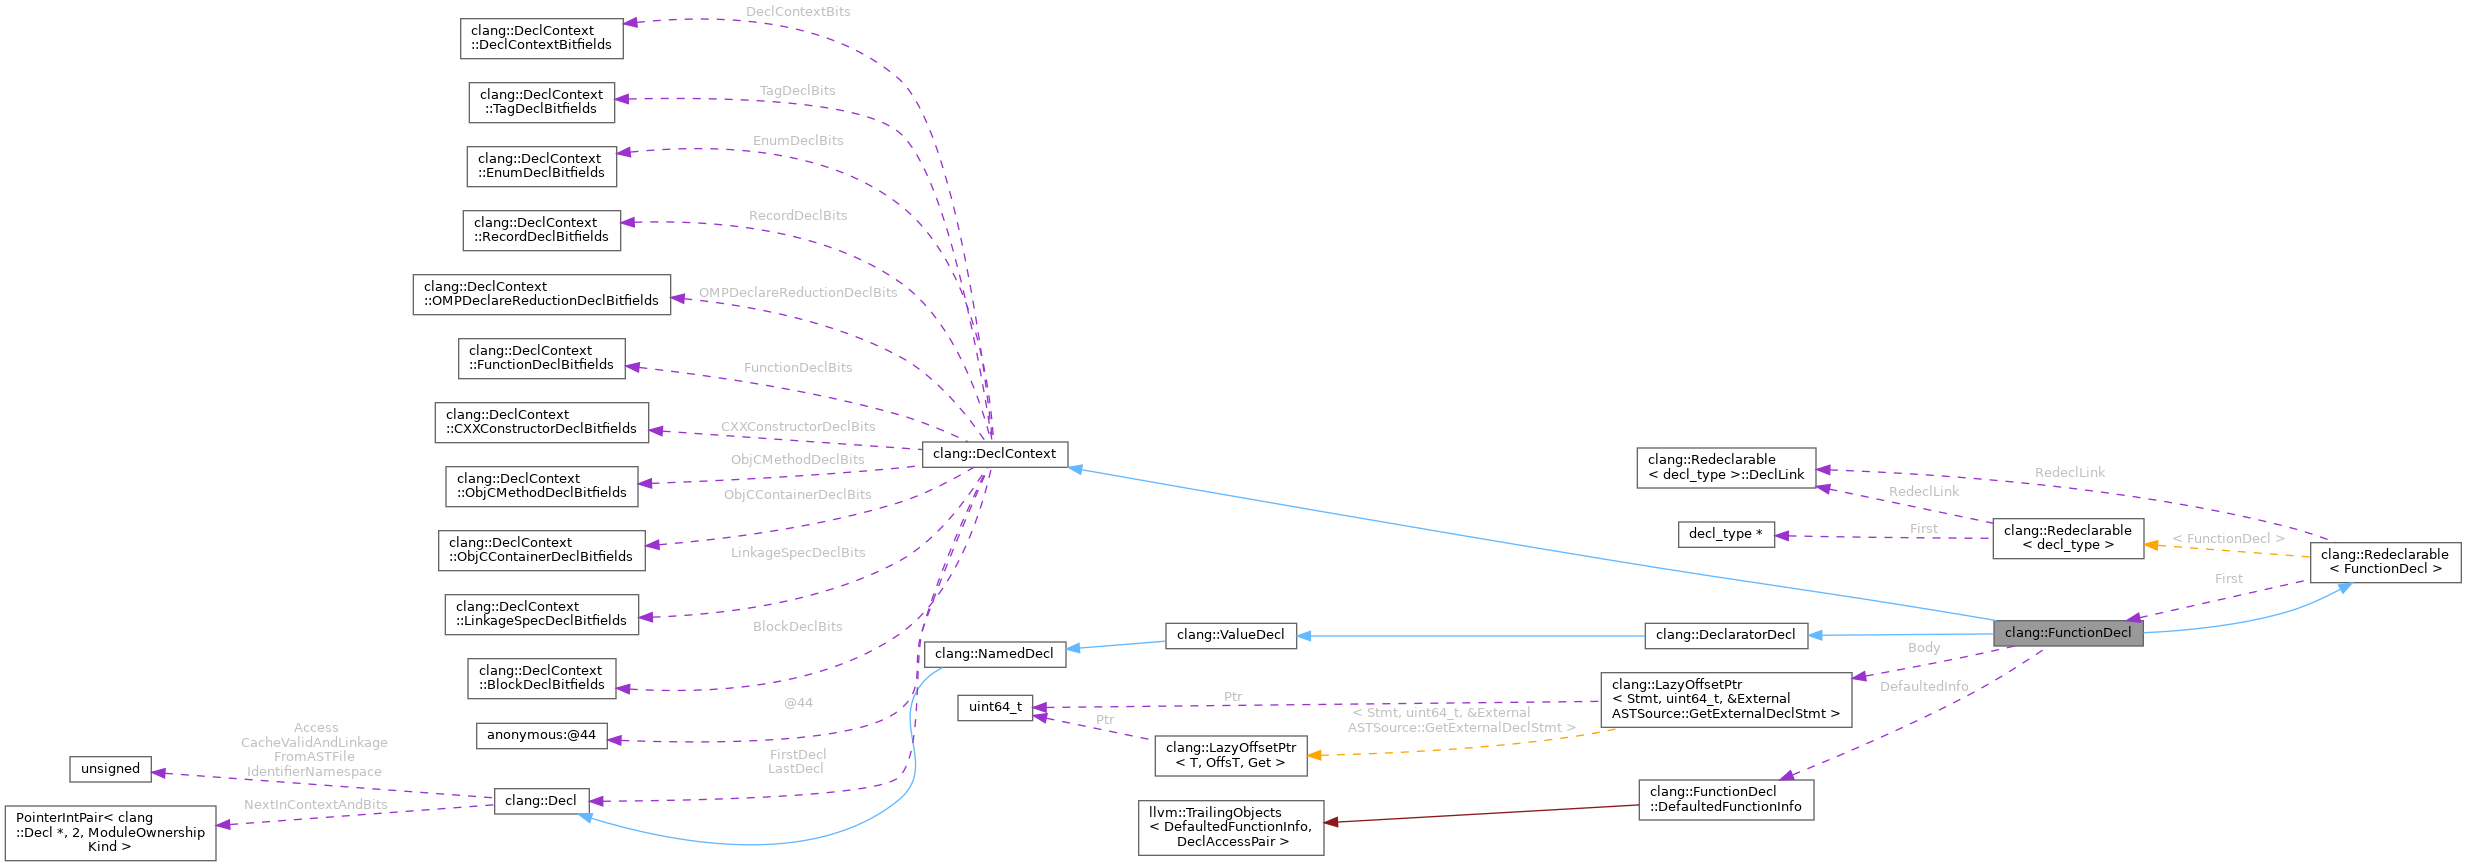 DeclContextBits
clang::DeclContext
::DeclContextBitfields
TagDeclBits
clang::DeclContext
::TagDeclBitfields
EnumDeclBits
clang::DeclContext
::EnumDeclBitfields
RecordDeclBits
clang::DeclContext
::RecordDeclBitfields
OMPDeclareReductionDeclBits
clang::DeclContext
::OMPDeclareReductionDeclBitfields
FunctionDeclBits
clang::DeclContext
::FunctionDeclBitfields
CXXConstructorDeclBits
clang::DeclContext
::CXXConstructorDeclBitfields
clang::DeclContext
ObjCMethodDeclBits
clang::DeclContext
::ObjCMethodDeclBitfields
ObjCContainerDeclBits
clang::DeclContext
::ObjCContainerDeclBitfields
LinkageSpecDeclBits
clang::DeclContext
::LinkageSpecDeclBitfields
BlockDeclBits
clang::DeclContext
::BlockDeclBitfields
@44
anonymous:@44
FirstDecl
LastDecl
Access
CacheValidAndLinkage
FromASTFile
IdentifierNamespace
unsigned
NextInContextAndBits
PointerIntPair< clang
::Decl *, 2, ModuleOwnership
Kind >
clang::Decl
clang::NamedDecl
clang::ValueDecl
clang::DeclaratorDecl
clang::FunctionDecl
clang::Redeclarable
< decl_type >::DeclLink
RedeclLink
RedeclLink
decl_type *
First
clang::Redeclarable
< decl_type >
< FunctionDecl >
clang::Redeclarable
< FunctionDecl >
First
Body
DefaultedInfo
clang::LazyOffsetPtr
< Stmt, uint64_t, &External
ASTSource::GetExternalDeclStmt >
Ptr
uint64_t
Ptr
< Stmt, uint64_t, &External
ASTSource::GetExternalDeclStmt >
clang::LazyOffsetPtr
< T, OffsT, Get >
clang::FunctionDecl
::DefaultedFunctionInfo
llvm::TrailingObjects
< DefaultedFunctionInfo,
DeclAccessPair >